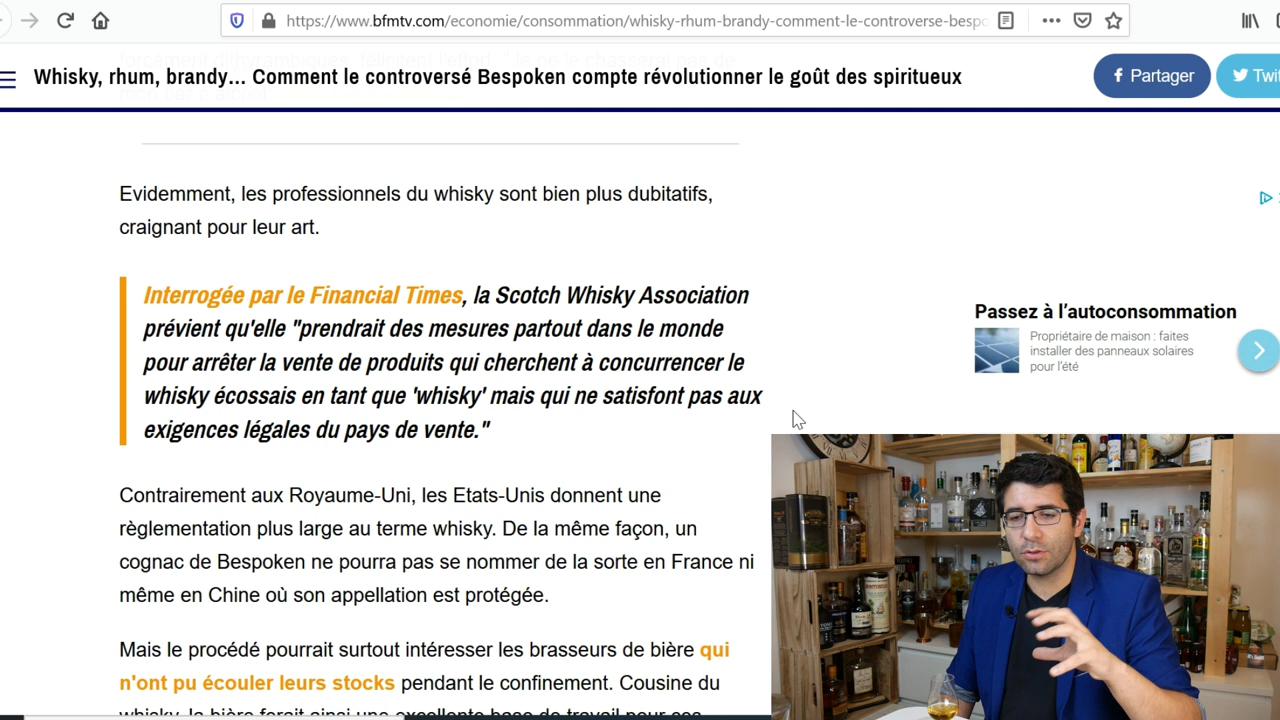 https://www.bfmtv.com/economie/consommation/whisky-rhum-brandy-comment-le-controverse-bespo
Whisky, rhum, brandy... Comment le controversé Bespoken compte révolutionner le goût des spiritueux
Partager
Twit
Evidemment, les professionnels du whisky sont bien plus dubitatifs,
craignant pour leur art.
Interrogée par le Financial Times, la Scotch Whisky Association
prévient qu'elle "prendrait des mesures partout dans le monde
pour arrêter la vente de produits qui cherchent à concurrencer le
whisky écossais en tant que 'whisky' mais qui ne satisfont pas aux
exigences légales du pays de vente."
Passez à l'autoconsommation
Propriétaire de maison : faites
installer des panneaux solaires
pour l'été
Contrairement aux Royaume-Uni, les Etats-Unis donnent une
règlementation plus large au terme whisky. De la même façon, un
cognac de Bespoken ne pourra pas se nommer de la sorte en France ni
même en Chine où son appellation est protégée.
Mais le procédé pourrait surtout intéresser les brasseurs de bière qui
n'ont pu écouler leurs stocks pendant le confinement. Cousine du